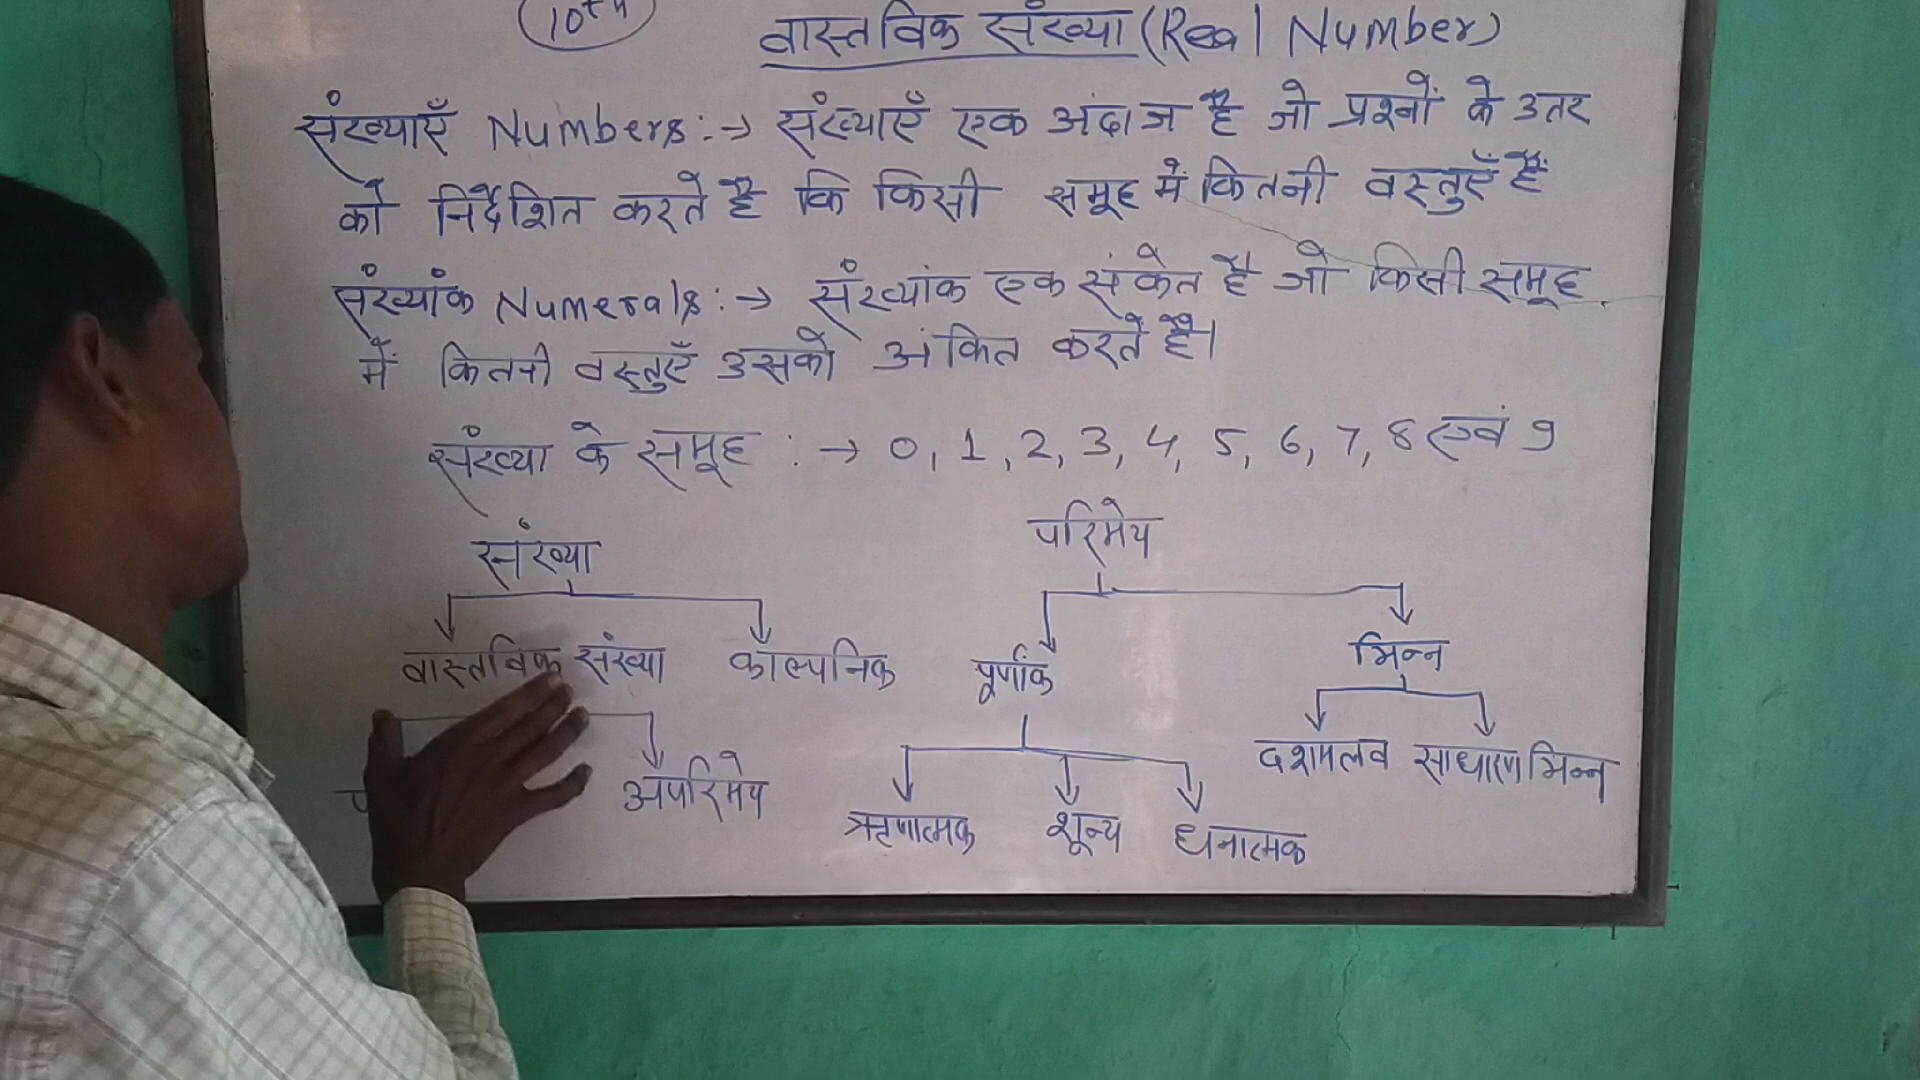 10th
वास्तविक संख्या (Real Number)
संख्याएँ Numbers :→ संख्याएँ एक अंदाज है जो प्रश्नों के उतर
को निर्देशित करते है कि किसी समूह में कितनी वस्तुएँ हैं
संख्यांक Numerals :→ संख्यांक एक संकेत है जो किसी समूह
में कितनी वस्तुएँ उसको अंकित करते है।
संख्या के समूह :→ 0, 1, 2, 3, 4, 5, 6, 7, 8 एवं 9
संख्या परिमेय
वास्तविक संख्या काल्पनिक पूर्णांक भिन्न
अपरिमेय दशमलव साधारण भिन्न
ऋणात्मक शून्य धनात्मक